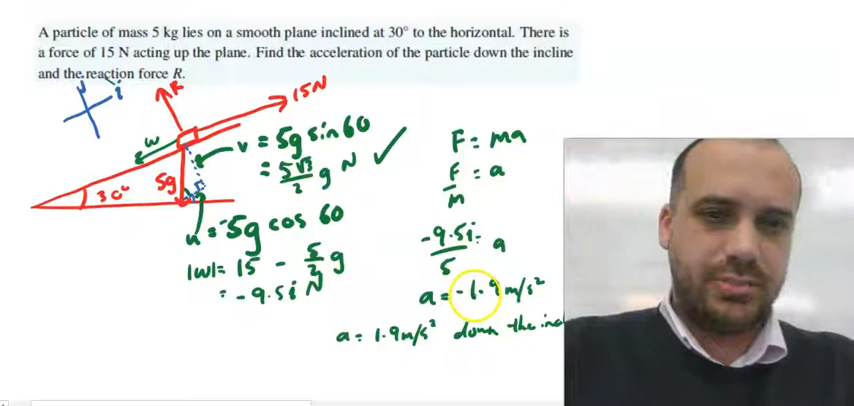 A particle of mass 5 kg lies on a smooth plane inclined at 30° to the horizontal. There is
a force of 15 N acting up the plane. Find the acceleration of the particle down the incline
and the reaction force R.
i
R
15N
w
v = 5g sin 60
= 5√3/2 g N ✓
30°
5g
u = -5g cos 60
|w| = 15 - 5/2 g
= -9.5i N
F = ma
F/m = a
-9.5i/5 = a
a = -1.9 m/s²
a = 1.9 m/s² down the